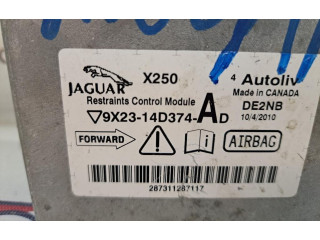 X250
4 Autoliv
JAGUAR
Made in CANADA
Restraints Control Module
DE2NB
9X23-14D374-AD
10/4/2010
FORWARD
AIRBAG
287311287117